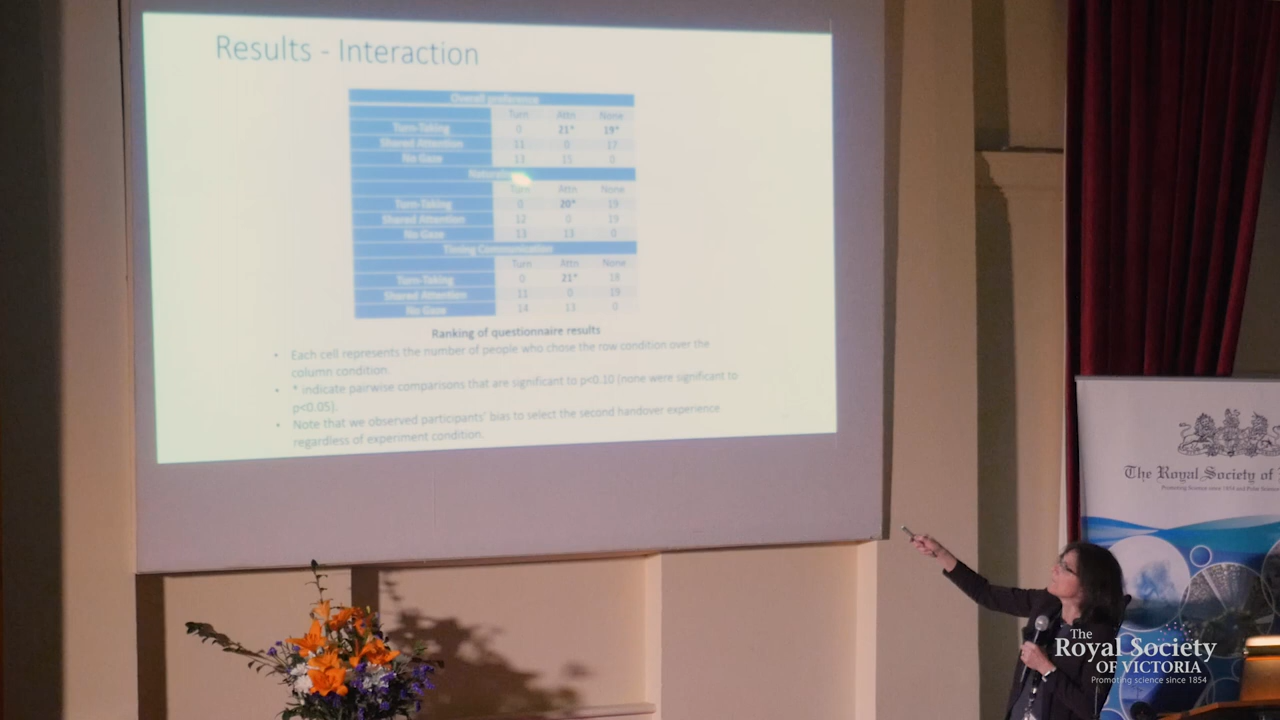 Results - Interaction
Overall preference
Turn Attn None
Turn-Taking 0 21* 19*
Shared Attention 11 0 17
No Gaze 13 15 0
Turn Attn None
Turn-Taking 0 20* 19
Shared Attention 12 0 19
No Gaze 13 13 0
Timing Communication
Turn Attn None
Turn-Taking 0 21* 18
Shared Attention 11 0 19
No Gaze 14 13 0
Ranking of questionnaire results
• Each cell represents the number of people who chose the row condition over the
column condition.
• * indicate pairwise comparisons that are significant to p<0.10 (none were significant to
p<0.05).
• Note that we observed participants' bias to select the second handover experience
regardless of experiment condition.
The Royal Society of
The
Royal Society
OF VICTORIA
Promoting science since 1854